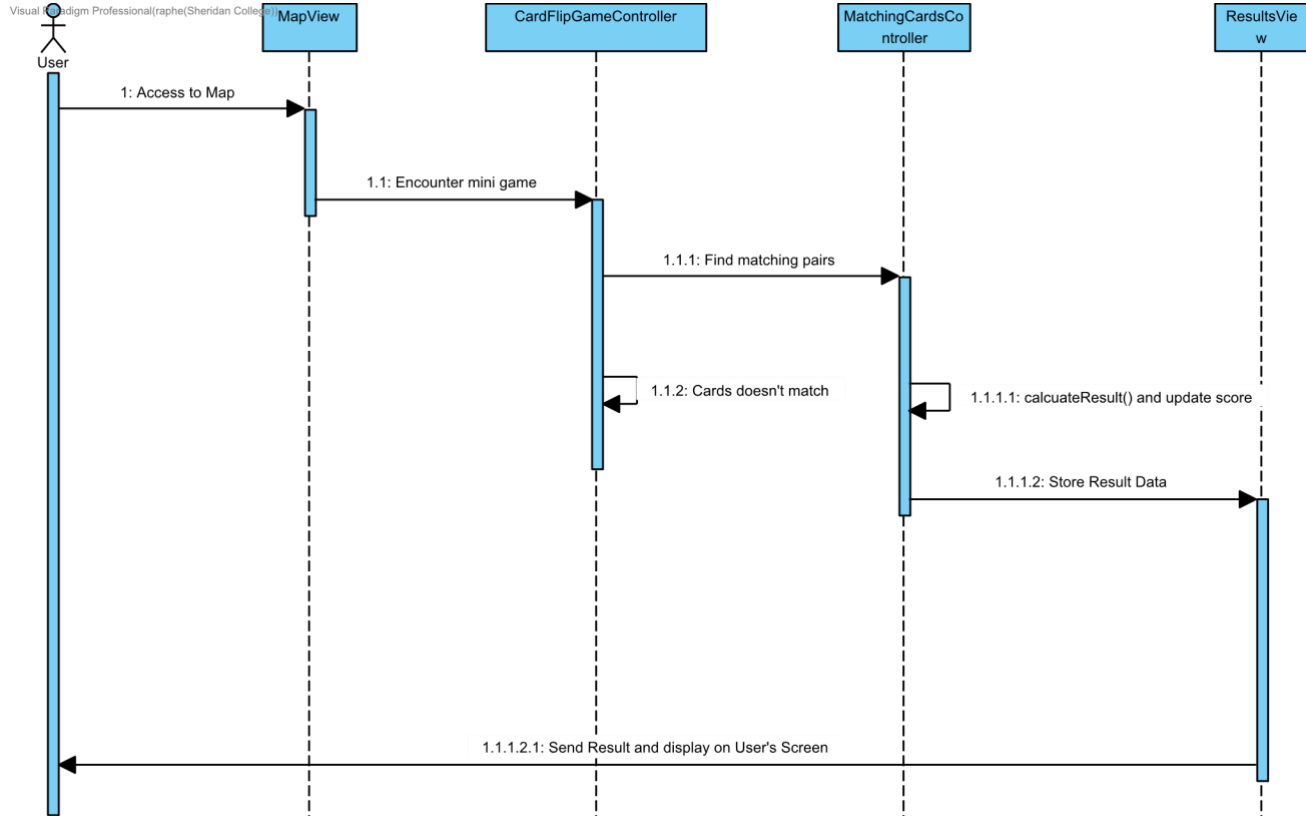 Visual Paradigm Professional(raphe(Sheridan College))
User
MapView
CardFlipGameController
MatchingCardsCo
ntroller
ResultsVie
w
1: Access to Map
1.1: Encounter mini game
1.1.1: Find matching pairs
1.1.2: Cards doesn't match
1.1.1.1: calcuateResult() and update score
1.1.1.2: Store Result Data
1.1.1.2.1: Send Result and display on User's Screen